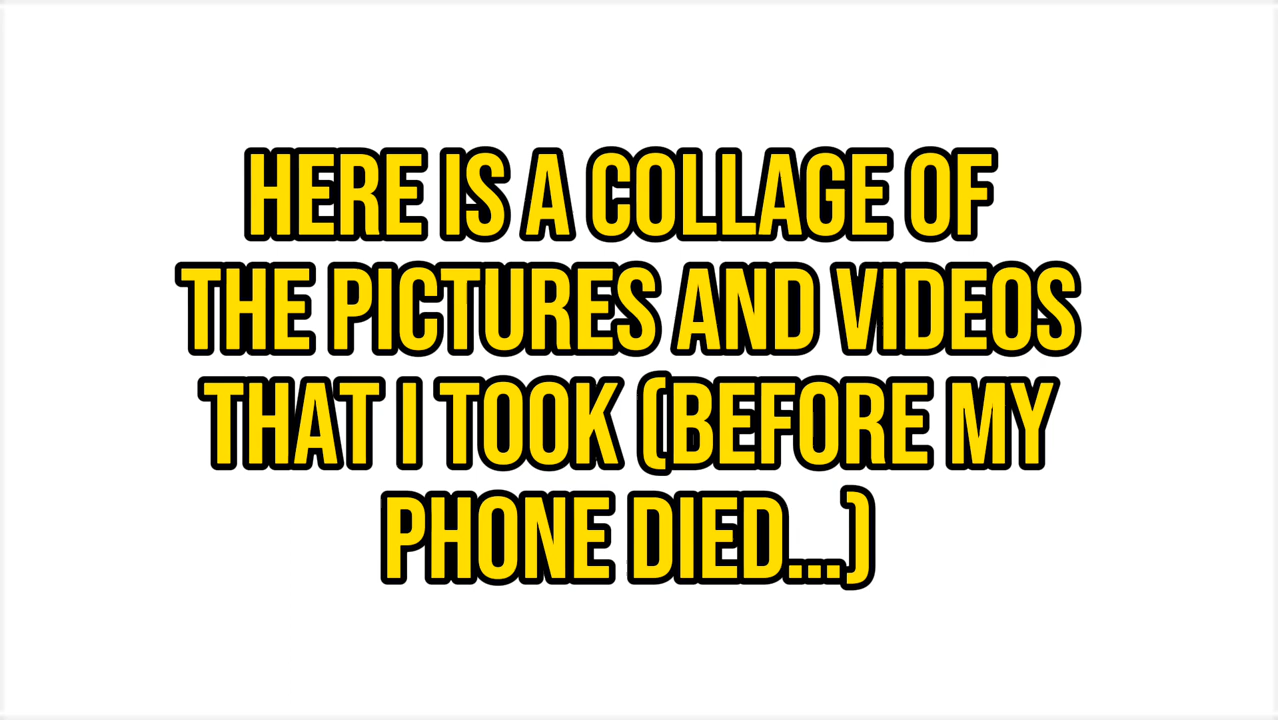 HERE IS A COLLAGE OF
THE PICTURES AND VIDEOS
THAT I TOOK (BEFORE MY
PHONE DIED...)